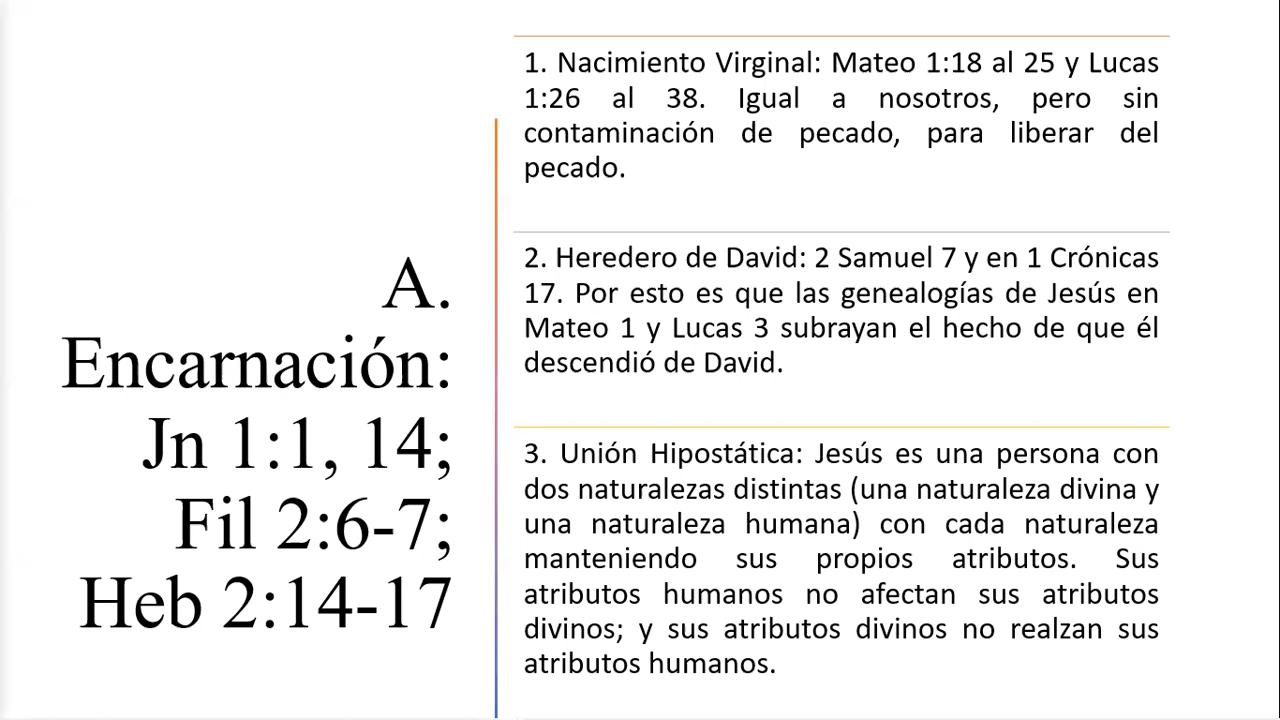 A.
Encarnación:
Jn 1:1, 14;
Fil 2:6-7;
Heb 2:14-17
1. Nacimiento Virginal: Mateo 1:18 al 25 y Lucas
1:26 al 38. Igual a nosotros, pero sin
contaminación de pecado, para liberar del
pecado.
2. Heredero de David: 2 Samuel 7 y en 1 Crónicas
17. Por esto es que las genealogías de Jesús en
Mateo 1 y Lucas 3 subrayan el hecho de que él
descendió de David.
3. Unión Hipostática: Jesús es una persona con
dos naturalezas distintas (una naturaleza divina y
una naturaleza humana) con cada naturaleza
manteniendo sus propios atributos. Sus
atributos humanos no afectan sus atributos
divinos; y sus atributos divinos no realzan sus
atributos humanos.